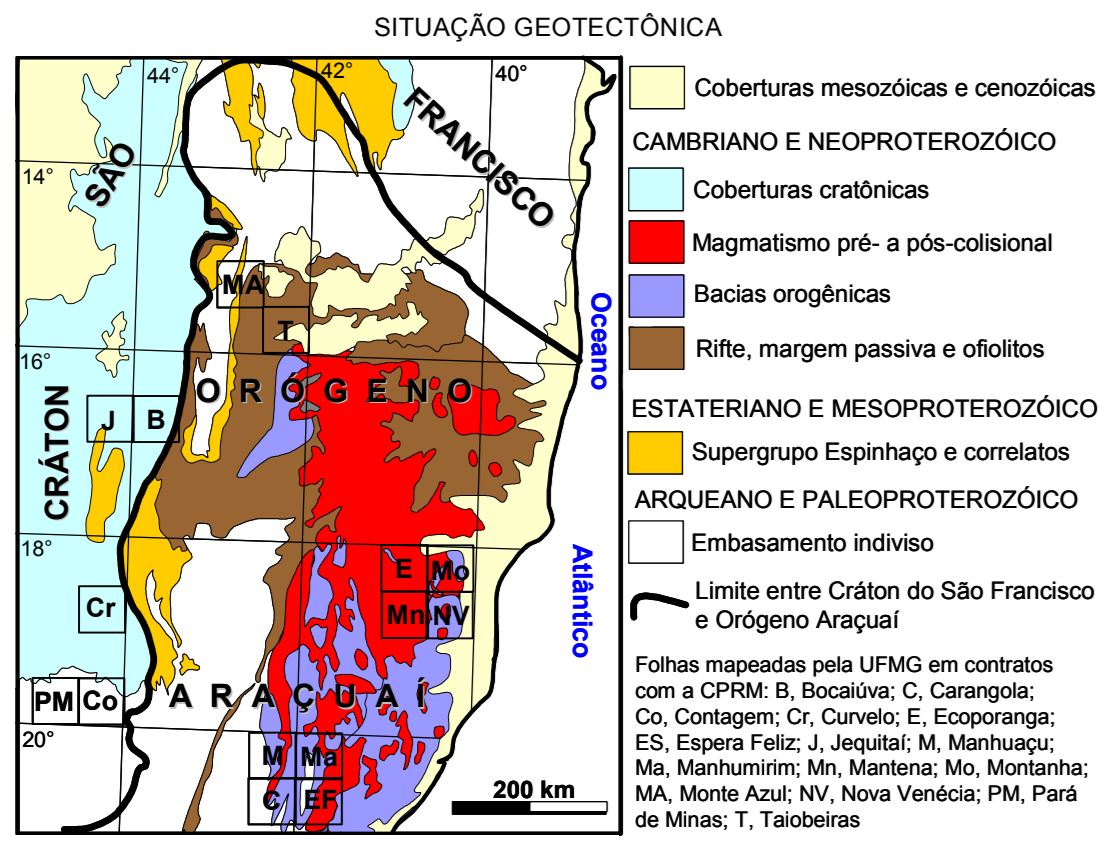 SITUAÇÃO GEOTECTÔNICA
44°
42°
40°
14°
16°
18°
20°
SÃO
FRANCISCO
CRÁTON
ORÓGENO
ARAÇUAÍ
Oceano
Atlântico
MA
T
J
B
Cr
PM
Co
E
Mo
Mn
NV
M
Ma
C
EF
200 km
Coberturas mesozóicas e cenozóicas
CAMBRIANO E NEOPROTEROZÓICO
Coberturas cratônicas
Magmatismo pré- a pós-colisional
Bacias orogênicas
Rifte, margem passiva e ofiolitos
ESTATERIANO E MESOPROTEROZÓICO
Supergrupo Espinhaço e correlatos
ARQUEANO E PALEOPROTEROZÓICO
Embasamento indiviso
Limite entre Cráton do São Francisco
e Orógeno Araçuaí
Folhas mapeadas pela UFMG em contratos
com a CPRM: B, Bocaiúva; C, Carangola;
Co, Contagem; Cr, Curvelo; E, Ecoporanga;
ES, Espera Feliz; J, Jequitaí; M, Manhuaçu;
Ma, Manhumirim; Mn, Mantena; Mo, Montanha;
MA, Monte Azul; NV, Nova Venécia; PM, Pará
de Minas; T, Taiobeiras